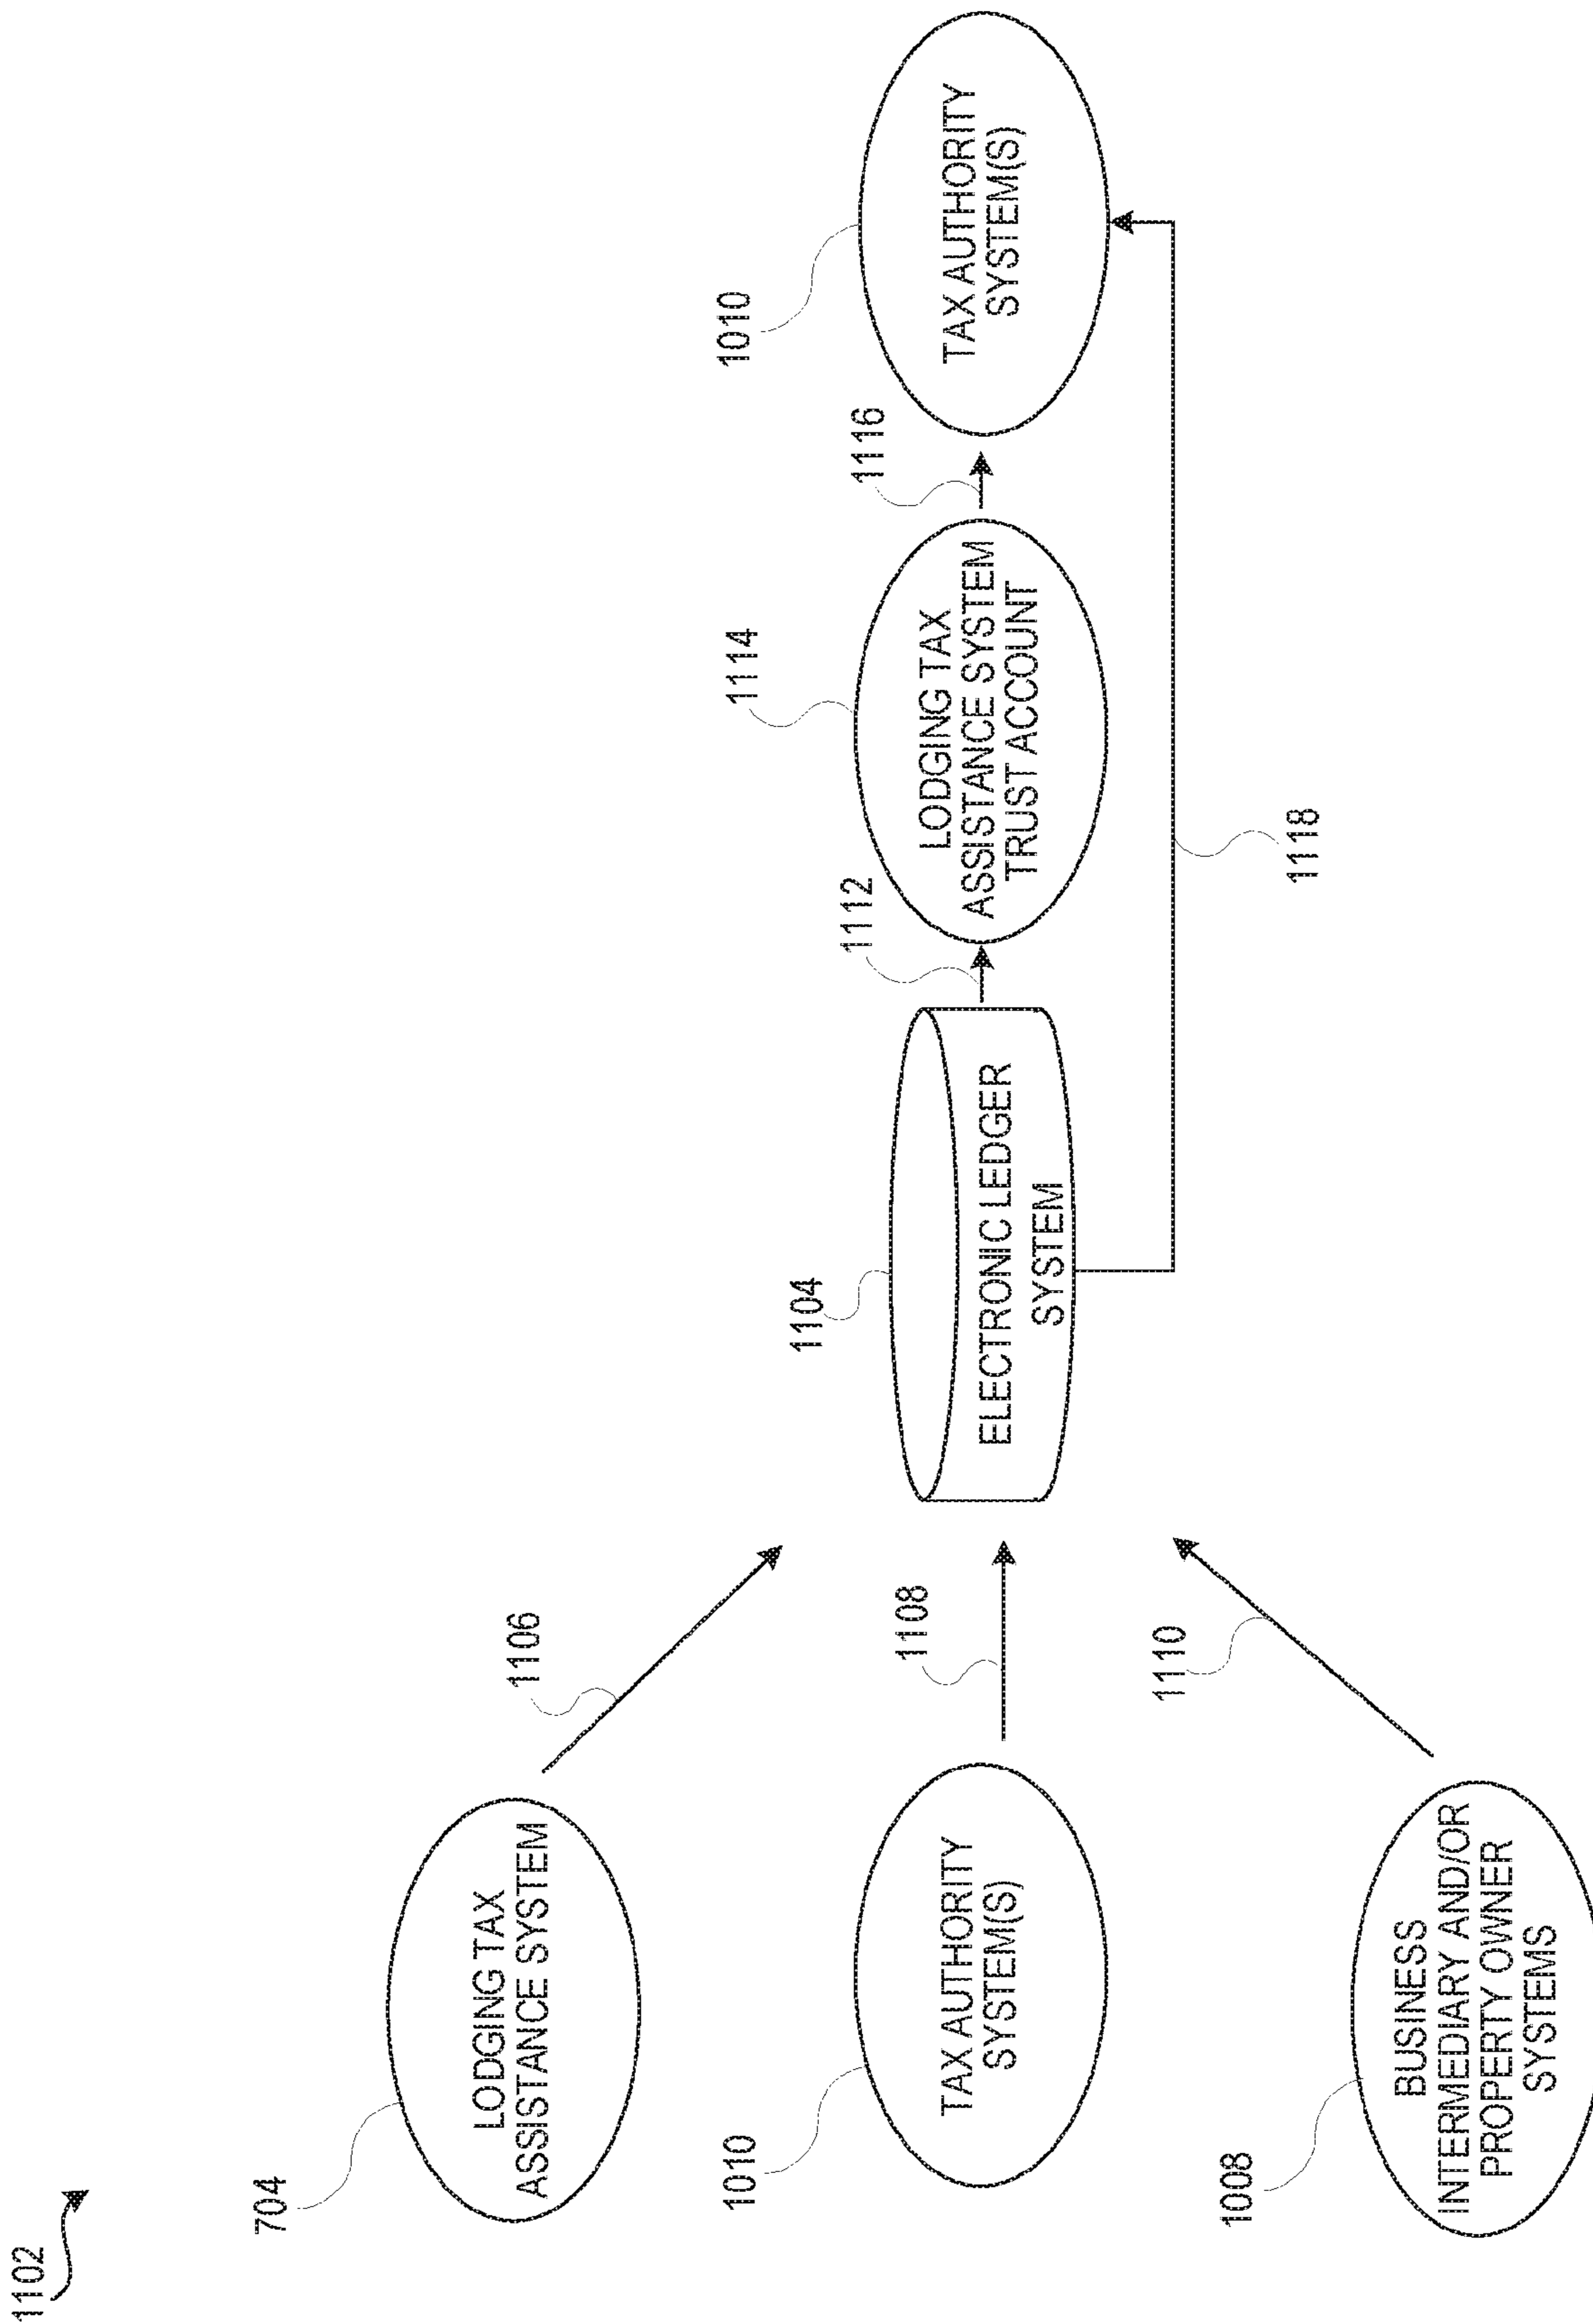 1102
704
LODGING TAX
ASSISTANCE SYSTEM
1106
1010
TAX AUTHORITY
SYSTEM(S)
1108
1008
BUSINESS
INTERMEDIARY AND/OR
PROPERTY OWNER
SYSTEMS
1110
1104
ELECTRONIC LEDGER
SYSTEM
1112
1114
LODGING TAX
ASSISTANCE SYSTEM
TRUST ACCOUNT
1116
1010
TAX AUTHORITY
SYSTEM(S)
1118